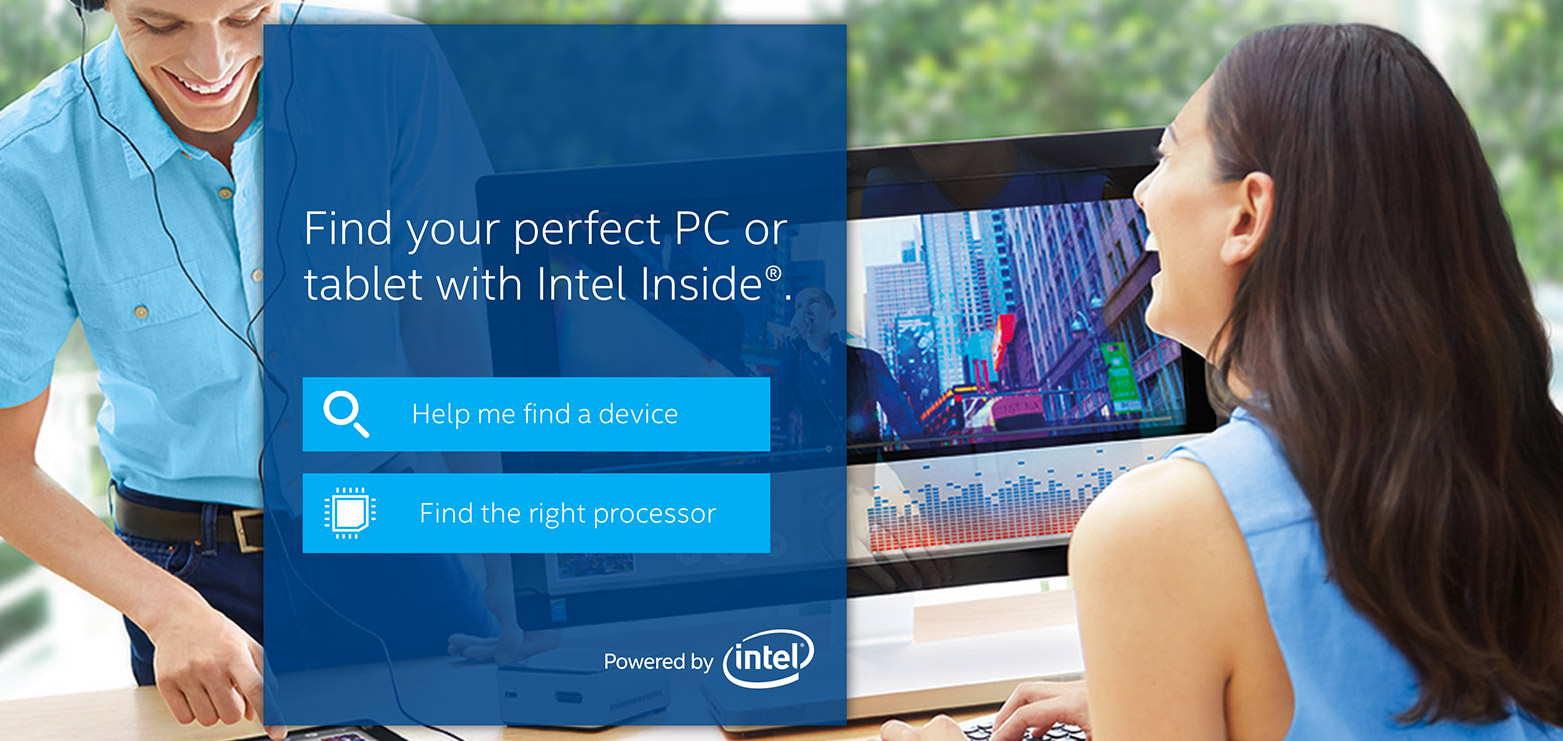 Find your perfect PC or
tablet with Intel Inside®.
Help me find a device
Find the right processor
Powered by intel®